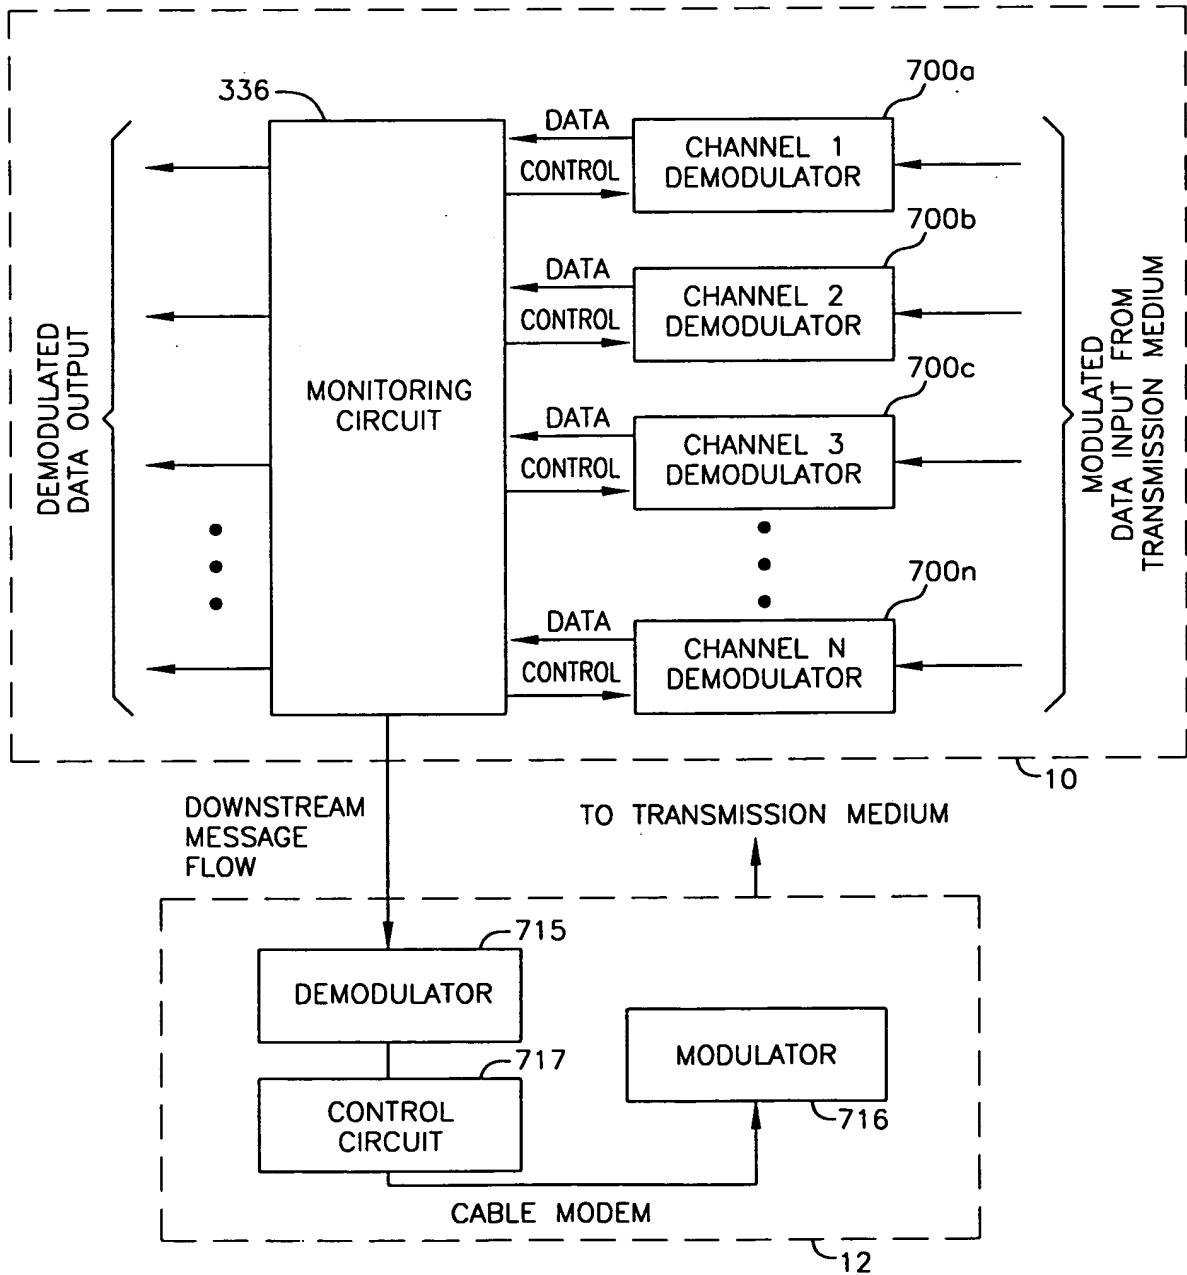 336
700a
DATA
CONTROL
CHANNEL 1
DEMODULATOR
700b
DATA
CONTROL
CHANNEL 2
DEMODULATOR
700c
DATA
CONTROL
CHANNEL 3
DEMODULATOR
700n
DATA
CONTROL
CHANNEL N
DEMODULATOR
MONITORING
CIRCUIT
DEMODULATED
DATA OUTPUT
MODULATED
DATA INPUT FROM
TRANSMISSION MEDIUM
10
DOWNSTREAM
MESSAGE
FLOW
TO TRANSMISSION MEDIUM
715
DEMODULATOR
717
CONTROL
CIRCUIT
MODULATOR
716
CABLE MODEM
12